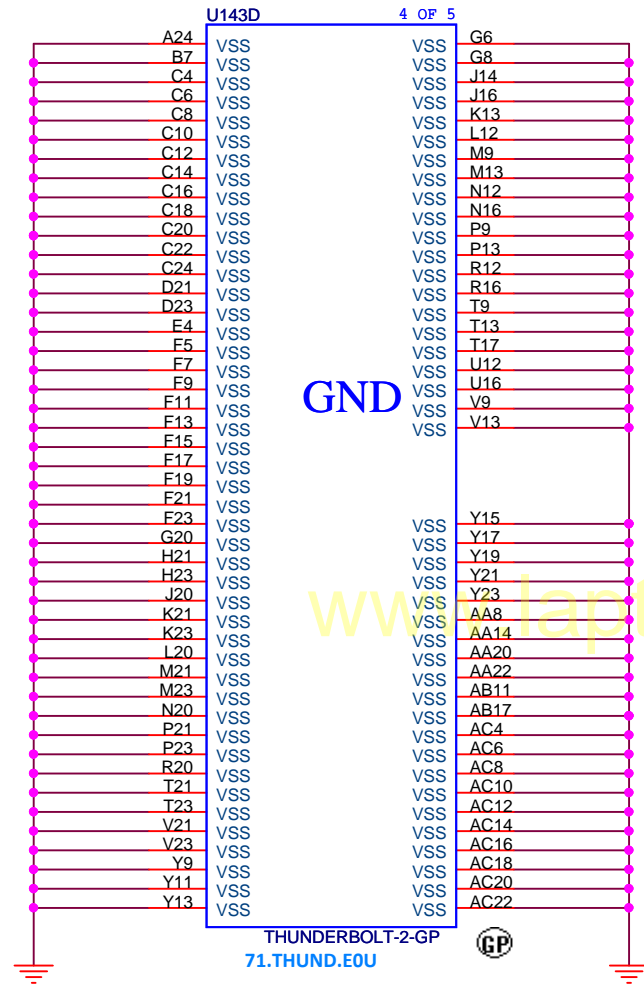 U143D 4 OF 5
A24 VSS VSS G6
B7 VSS VSS G8
C4 VSS VSS J14
C6 VSS VSS J16
C8 VSS VSS K13
C10 VSS VSS L12
C12 VSS VSS M9
C14 VSS VSS M13
C16 VSS VSS N12
C18 VSS VSS N16
C20 VSS VSS P9
C22 VSS VSS P13
C24 VSS VSS R12
D21 VSS VSS R16
D23 VSS VSS T9
E4 VSS VSS T13
F5 VSS VSS T17
F7 VSS VSS U12
F9 VSS VSS U16
GND
F11 VSS VSS V9
F13 VSS VSS V13
F15 VSS
F17 VSS
F19 VSS
F21 VSS
F23 VSS VSS Y15
G20 VSS VSS Y17
H21 VSS VSS Y19
H23 VSS VSS Y21
J20 VSS VSS Y23
www.lapt
K21 VSS VSS AA8
K23 VSS VSS AA14
L20 VSS VSS AA20
M21 VSS VSS AA22
M23 VSS VSS AB11
N20 VSS VSS AB17
P21 VSS VSS AC4
P23 VSS VSS AC6
R20 VSS VSS AC8
T21 VSS VSS AC10
T23 VSS VSS AC12
V21 VSS VSS AC14
V23 VSS VSS AC16
Y9 VSS VSS AC18
Y11 VSS VSS AC20
Y13 VSS VSS AC22
THUNDERBOLT-2-GP GP
71.THUND.E0U